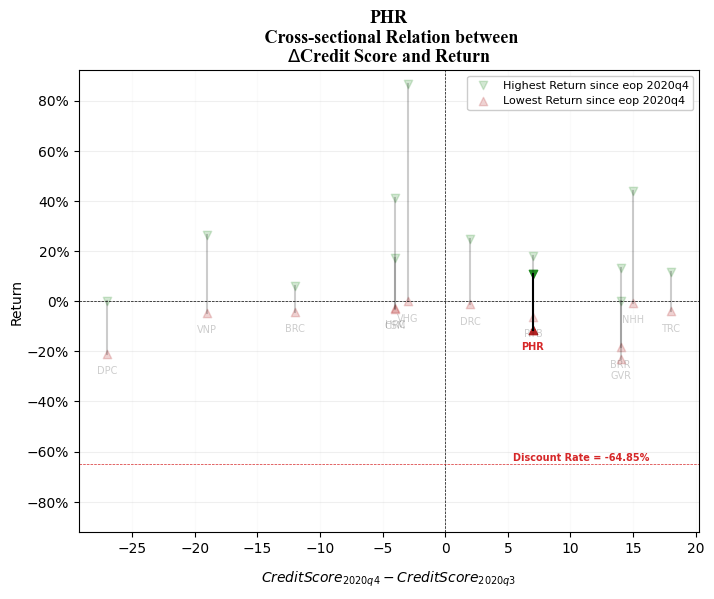 PHR
Cross-sectional Relation between
ΔCredit Score and Return
Highest Return since eop 2020q4
Lowest Return since eop 2020q4
80%
60%
40%
20%
0%
−20%
−40%
−60%
−80%
Return
VHG
DRC
NHH
VNP
BRC
TRC
PHR
DPC
BRR
GVR
Discount Rate = -64.85%
−25
−20
−15
−10
−5
0
5
10
15
20
CreditScore2020q4 − CreditScore2020q3